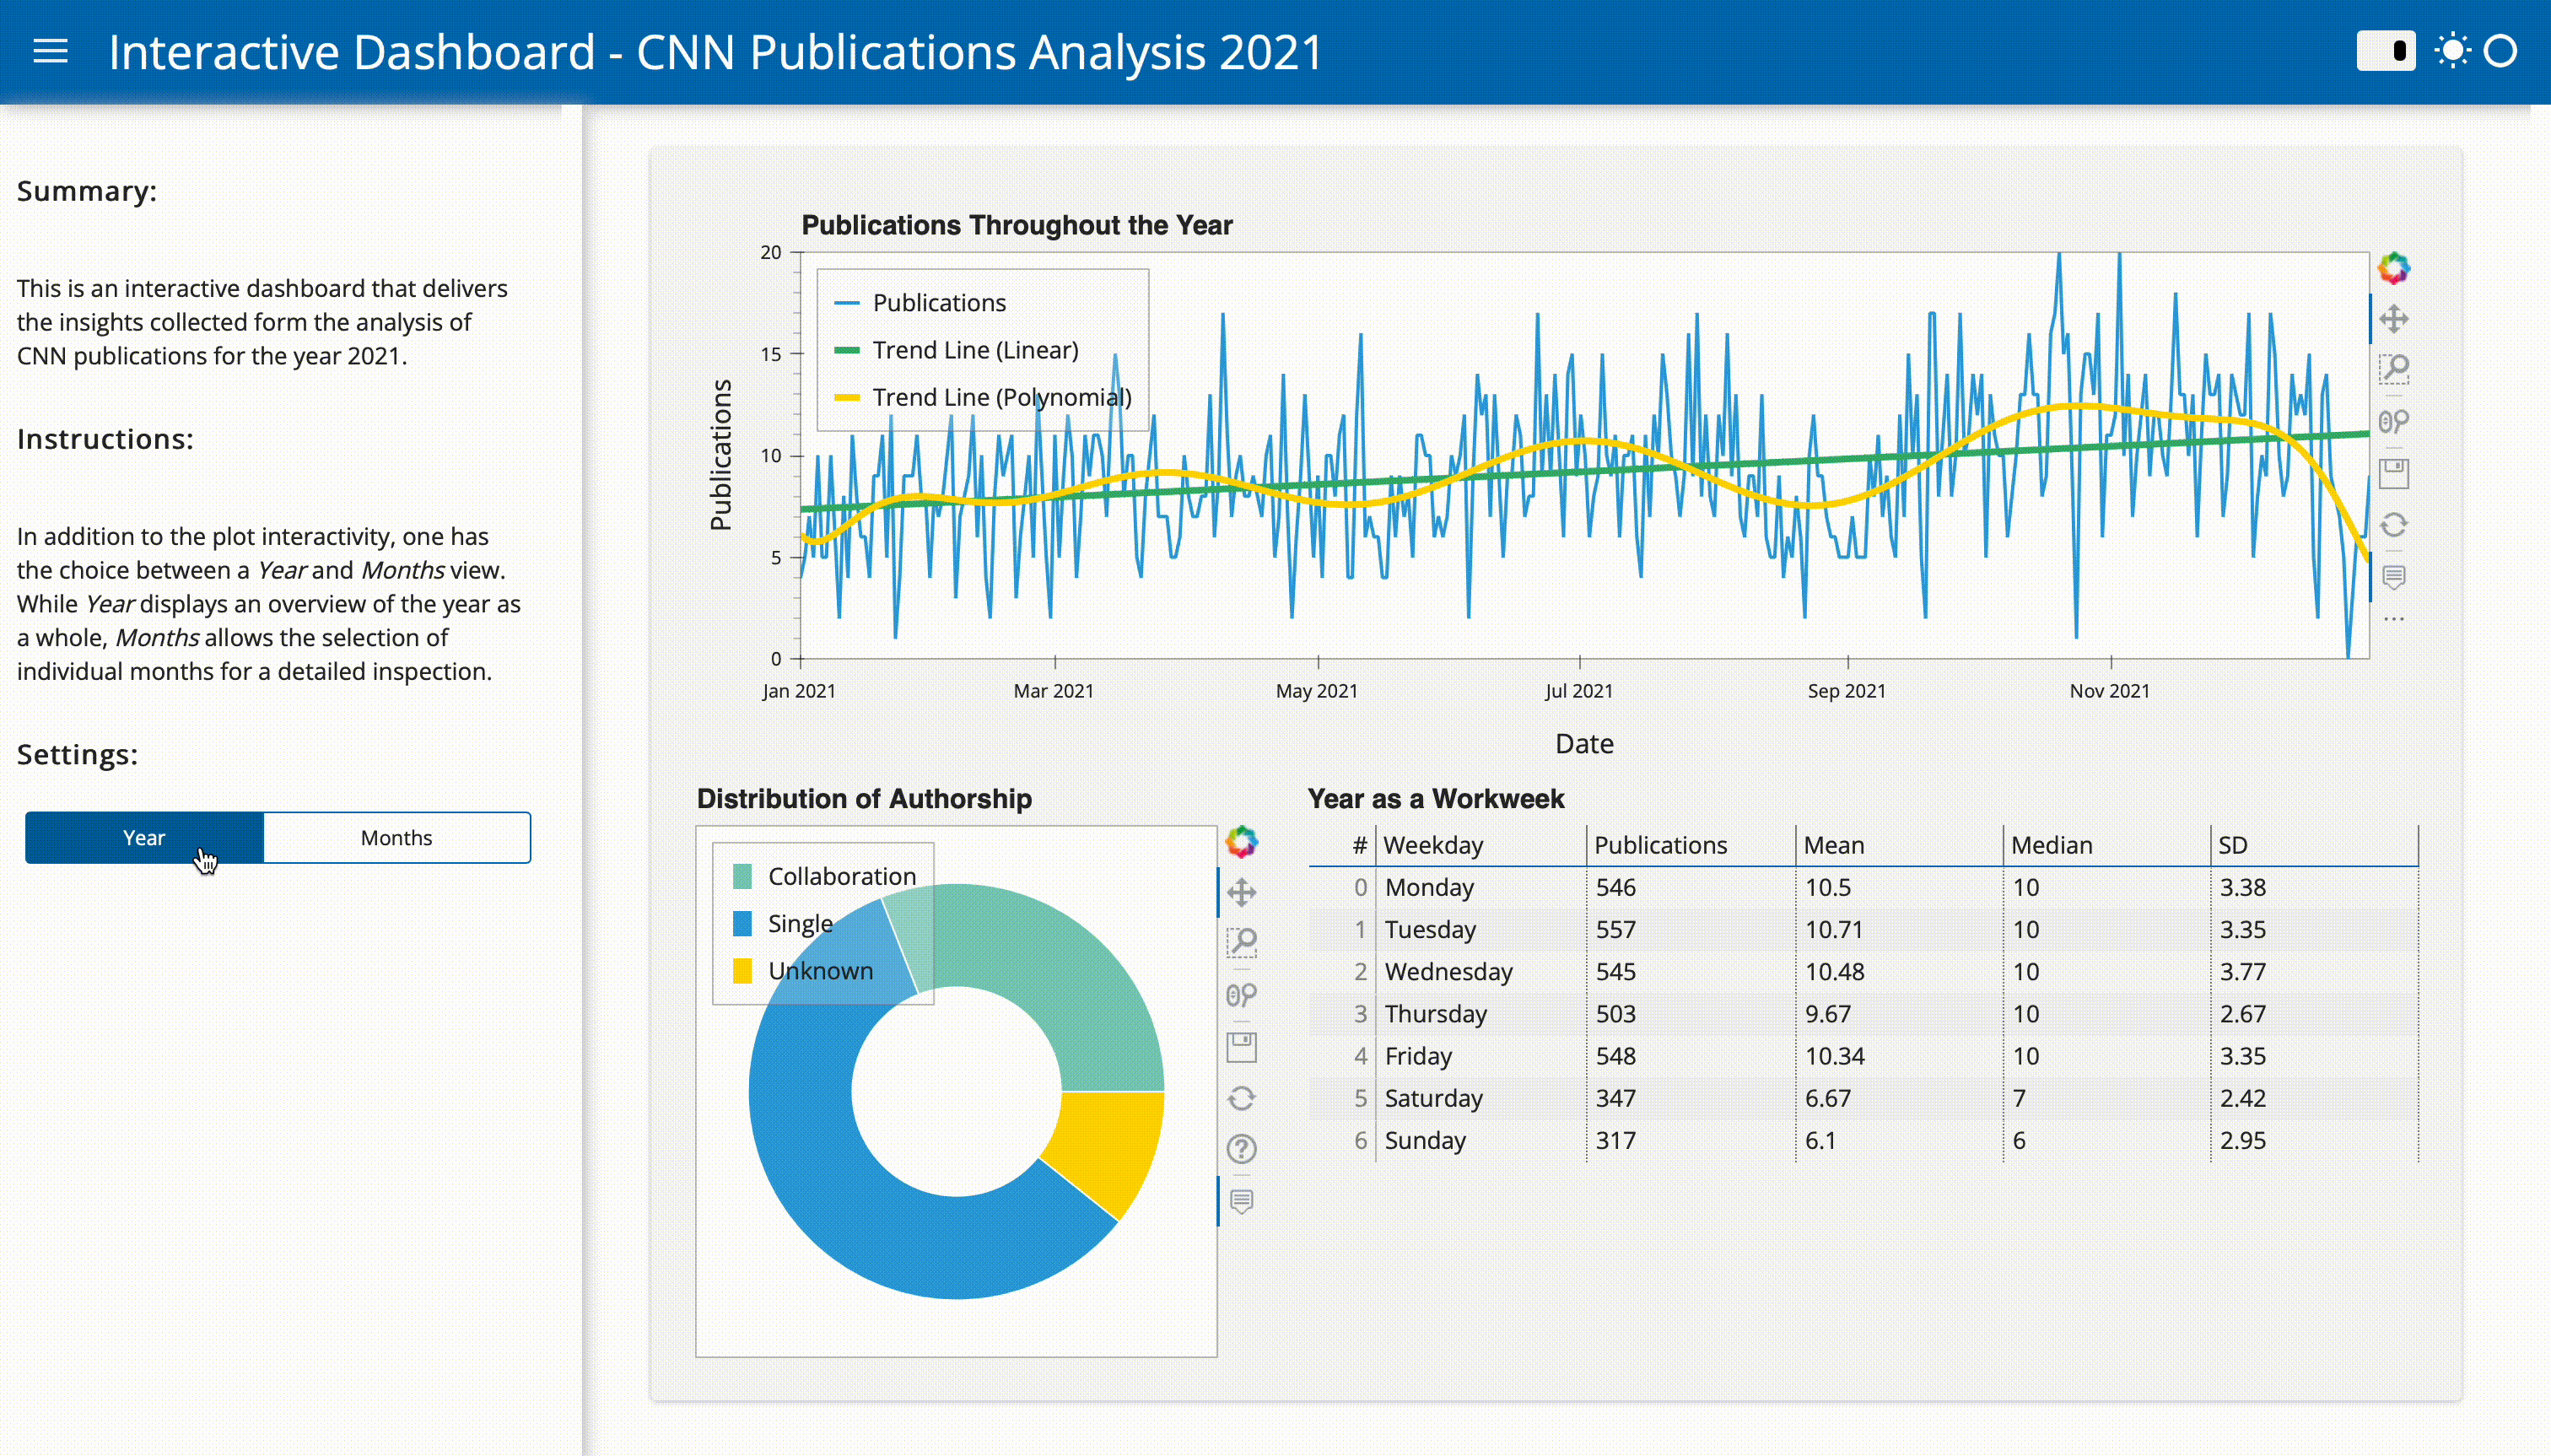 Interactive Dashboard - CNN Publications Analysis 2021
Summary:
This is an interactive dashboard that delivers
the insights collected form the analysis of
CNN publications for the year 2021.
Instructions:
In addition to the plot interactivity, one has
the choice between a Year and Months view.
While Year displays an overview of the year as
a whole, Months allows the selection of
individual months for a detailed inspection.
Settings:
Year Months
Publications Throughout the Year
Publications
20
15
10
5
0
Publications
Trend Line (Linear)
Trend Line (Polynomial)
Jan 2021 Mar 2021 May 2021 Jul 2021 Sep 2021 Nov 2021
Date
Distribution of Authorship
Collaboration
Single
Unknown
Year as a Workweek
# Weekday Publications Mean Median SD
0 Monday 546 10.5 10 3.38
1 Tuesday 557 10.71 10 3.35
2 Wednesday 545 10.48 10 3.77
3 Thursday 503 9.67 10 2.67
4 Friday 548 10.34 10 3.35
5 Saturday 347 6.67 7 2.42
6 Sunday 317 6.1 6 2.95